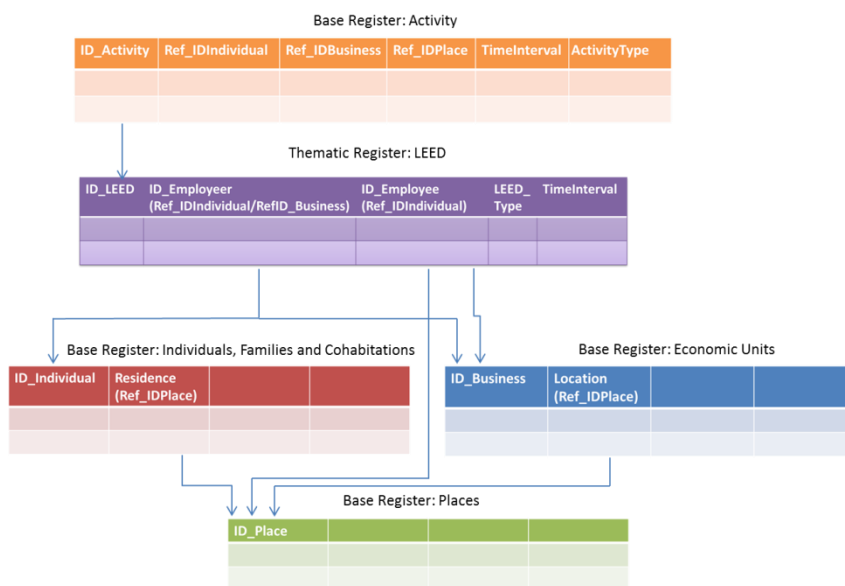 Base Register: Activity
ID_Activity Ref_IDIndividual Ref_IDBusiness Ref_IDPlace TimeInterval ActivityType
Thematic Register: LEED
ID_LEED ID_Employeer ID_Employee LEED_ TimeInterval
(Ref_IDIndividual/RefID_Business) (Ref_IDIndividual) Type
Base Register: Individuals, Families and Cohabitations
Base Register: Economic Units
ID_Individual Residence
(Ref_IDPlace)
ID_Business Location
(Ref_IDPlace)
Base Register: Places
ID_Place